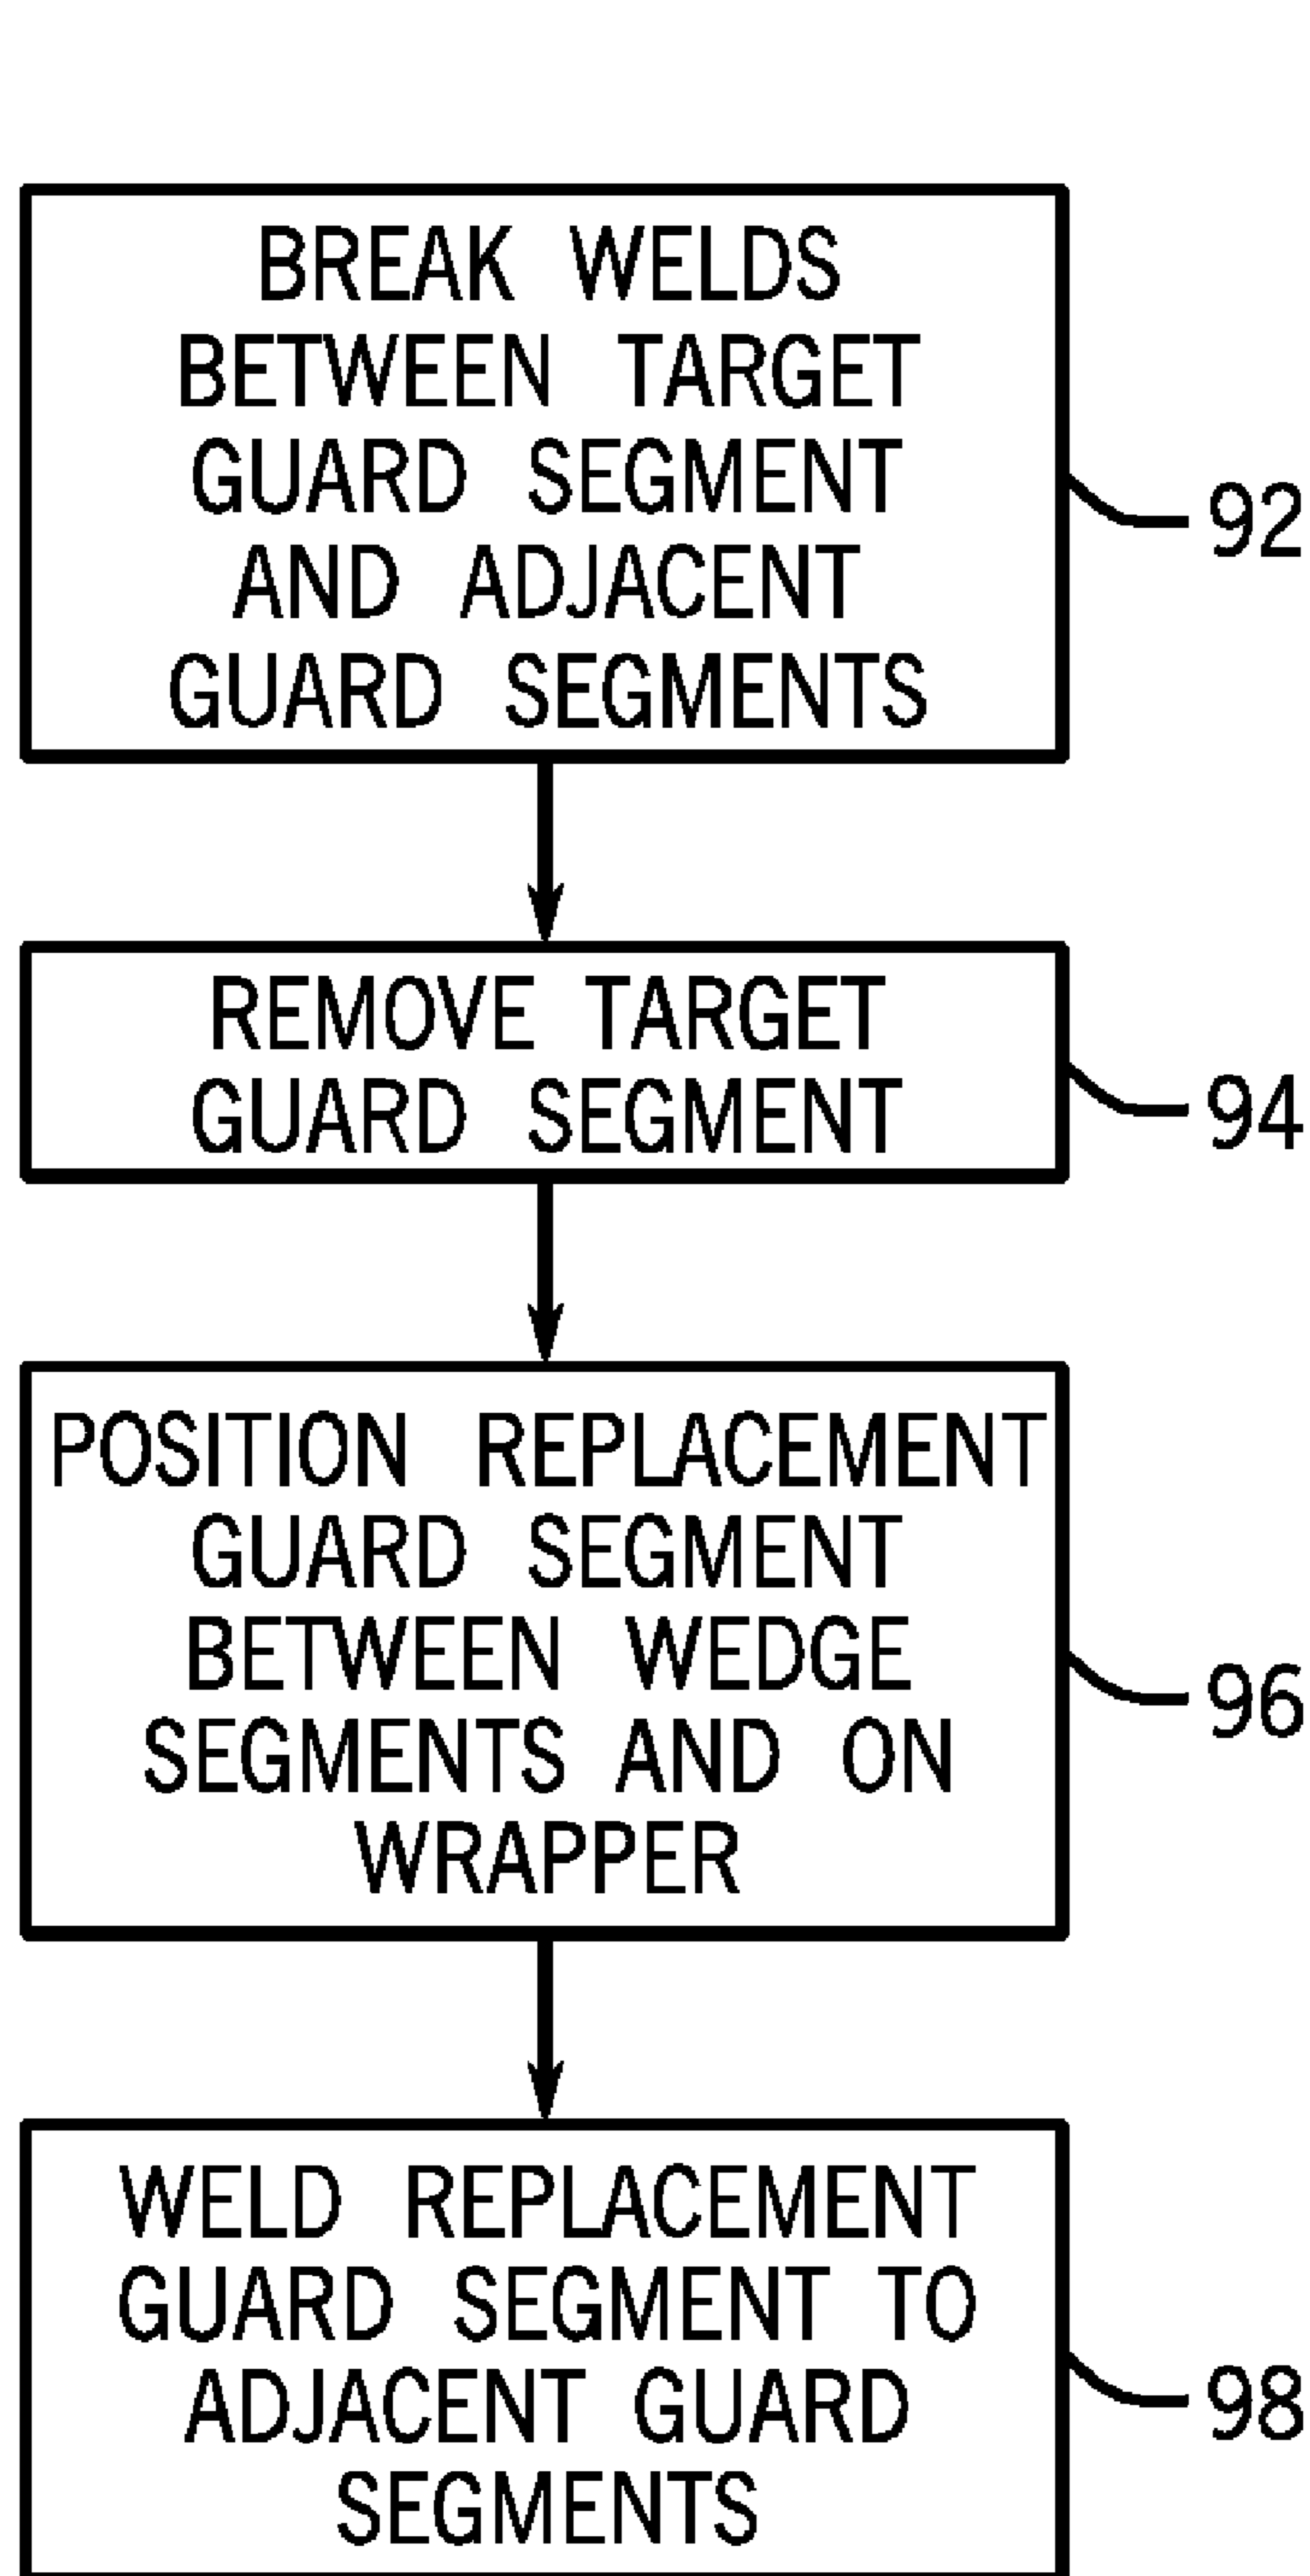 BREAK WELDS
BETWEEN TARGET
GUARD SEGMENT
AND ADJACENT
GUARD SEGMENTS
92
REMOVE TARGET
GUARD SEGMENT
94
POSITION REPLACEMENT
GUARD SEGMENT
BETWEEN WEDGE
SEGMENTS AND ON
WRAPPER
96
WELD REPLACEMENT
GUARD SEGMENT TO
ADJACENT GUARD
SEGMENTS
98